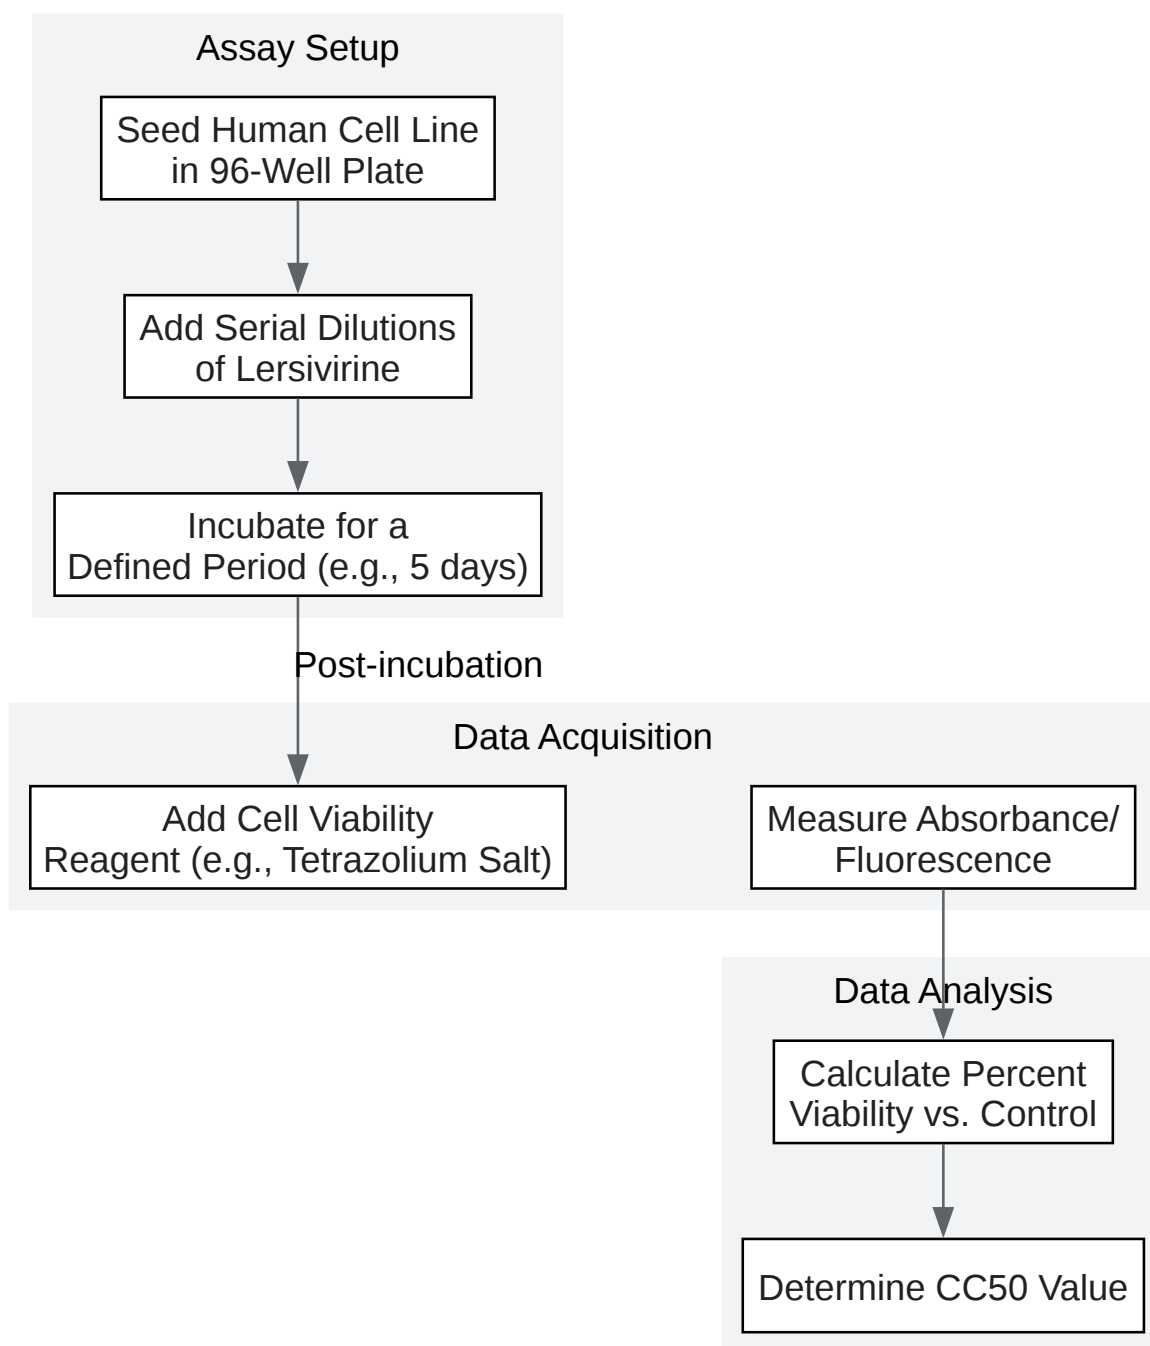 Assay Setup
Seed Human Cell Line
in 96-Well Plate
Add Serial Dilutions
of Lersivirine
Incubate for a
Defined Period (e.g., 5 days)
Post-incubation
Data Acquisition
Add Cell Viability
Reagent (e.g., Tetrazolium Salt)
Measure Absorbance/
Fluorescence
Data Analysis
Calculate Percent
Viability vs. Control
Determine CC50 Value